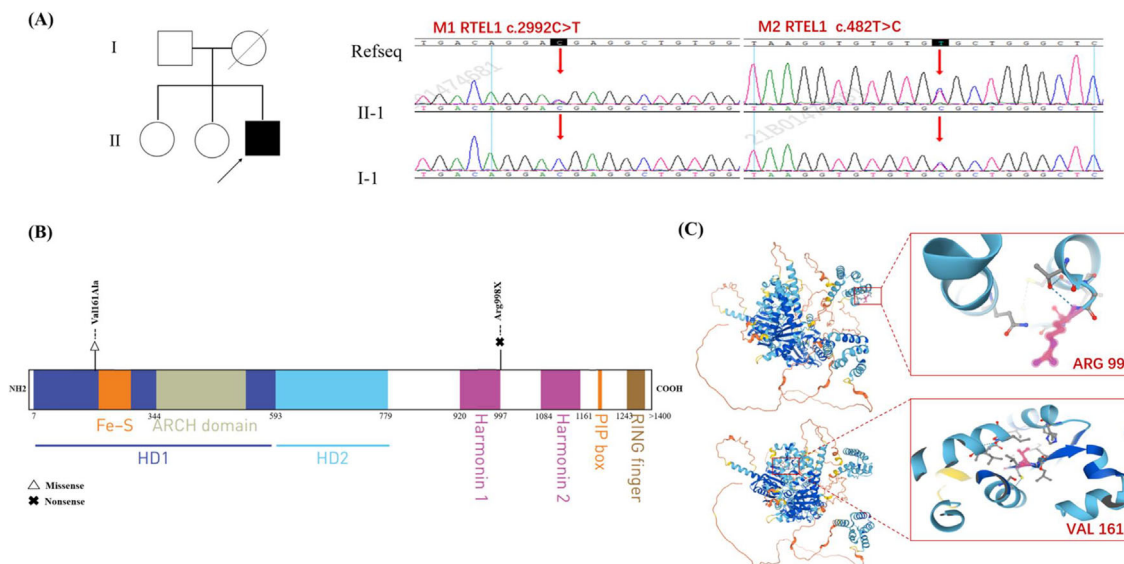 (A)
I
II
M1 RTEL1 c.2992C>T
M2 RTEL1 c.482T>C
Refseq
T G A C A G G A C G A G G C T G T G G
T A A G G T G T G T G T G C T G G G C T C
II-1
T G A C A G G A C G A G G C T G T G G
T A A G G T G T G T G C G C T G G G C T C
I-1
T G A C A G G A C G A G G C T G T G G
T A A G G T G T G T G C G C T G G G C T C
(B)
Val161Ala
Arg998X
NH2
COOH
7
344
593
779
920
997
1084
1161
1243
>1400
Fe-S
ARCH domain
HD1
HD2
Harmonin 1
Harmonin 2
PIP box
RING finger
Missense
Nonsense
(C)
ARG 99
VAL 161